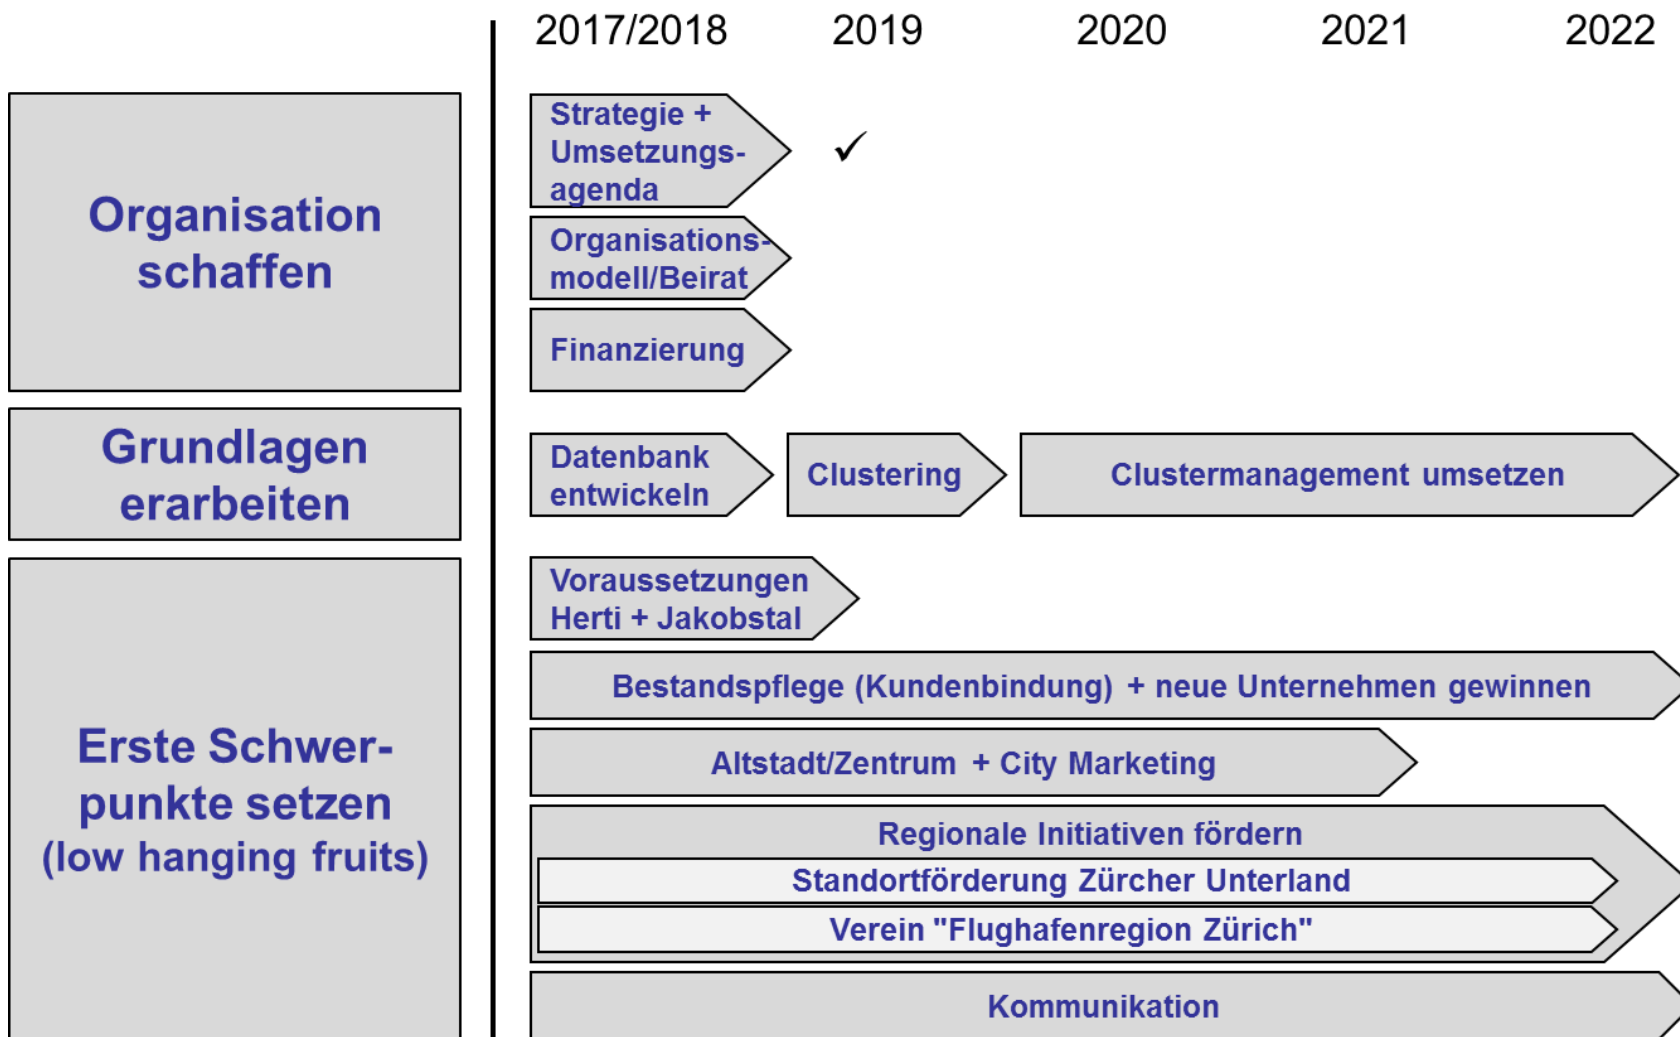 2017/2018 2019 2020 2021 2022
Organisation
schaffen
Strategie +
Umsetzungs-
agenda
✓
Organisations-
modell/Beirat
Finanzierung
Grundlagen
erarbeiten
Datenbank
entwickeln
Clustering
Clustermanagement umsetzen
Erste Schwer-
punkte setzen
(low hanging fruits)
Voraussetzungen
Herti + Jakobstal
Bestandspflege (Kundenbindung) + neue Unternehmen gewinnen
Altstadt/Zentrum + City Marketing
Regionale Initiativen fördern
Standortförderung Zürcher Unterland
Verein "Flughafenregion Zürich"
Kommunikation